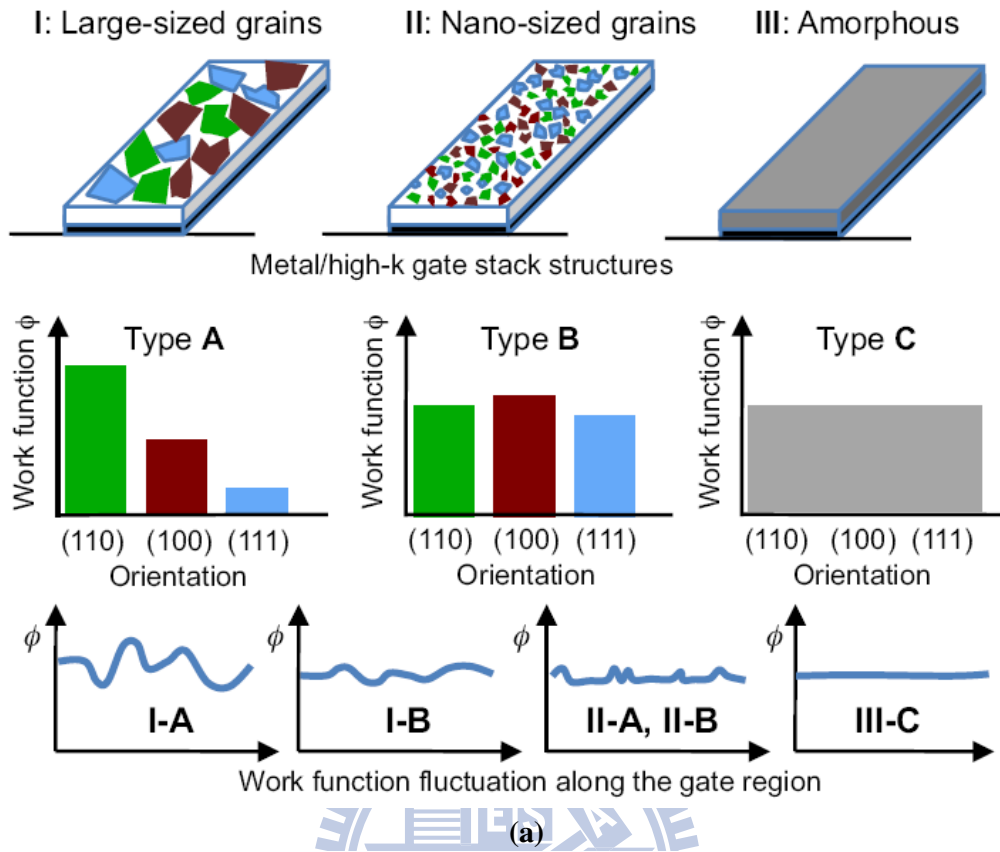 I: Large-sized grains II: Nano-sized grains III: Amorphous
Metal/high-k gate stack structures
Work function ϕ
Type A
(110) (100) (111)
Orientation
Work function ϕ
Type B
(110) (100) (111)
Orientation
Work function ϕ
Type C
(110) (100) (111)
Orientation
ϕ
I-A
ϕ
I-B
ϕ
II-A, II-B
ϕ
III-C
Work function fluctuation along the gate region
E S A
(a)